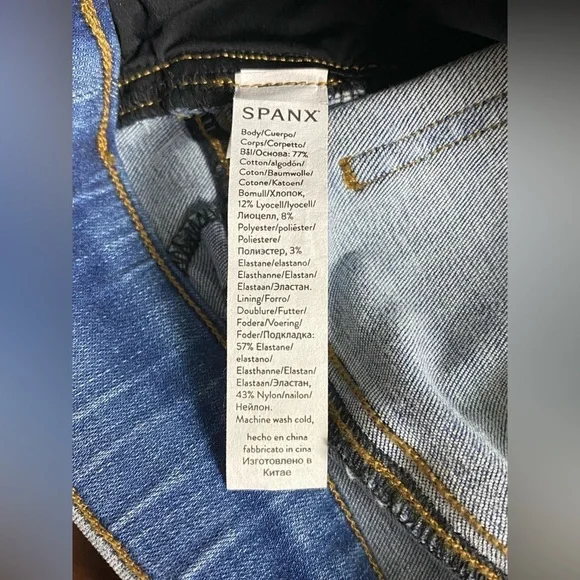 SPANX™
Body/Cuerpo/
Corps/Corpetto/
Bål/Основа: 77%
Cotton/algodón/
Coton/Baumwolle/
Cotone/Katoen/
Bomull/Хлопок,
12% Lyocell/lyocell/
Лиоцелл, 8%
Polyester/poliéster/
Poliestere/
Полиэстер, 3%
Elastane/elastano/
Elasthanne/Elastan/
Elastaan/Эластан.
Lining/Forro/
Doublure/Futter/
Fodera/Voering/
Foder/Подкладка:
57% Elastane/
elastano/
Elasthanne/Elastan/
Elastaan/Эластан,
43% Nylon/nailon/
Нейлон.
Machine wash cold,
hecho en china
fabbricato in cina
Изготовлено в
Китае